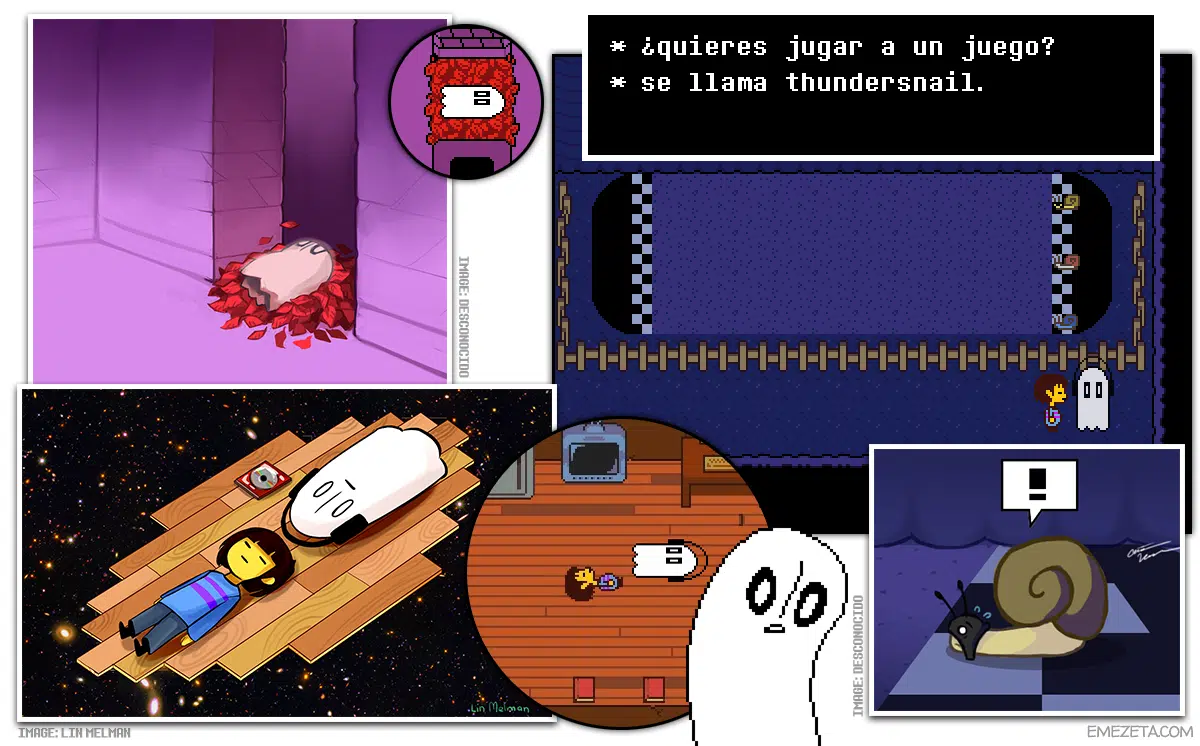 * ¿quieres jugar a un juego?
* se llama thundersnail.
IMAGE: DESCONOCIDO
!
Lin Melman
IMAGE: DESCONOCIDO
IMAGE: LIN MELMAN
EMEZETA.COM